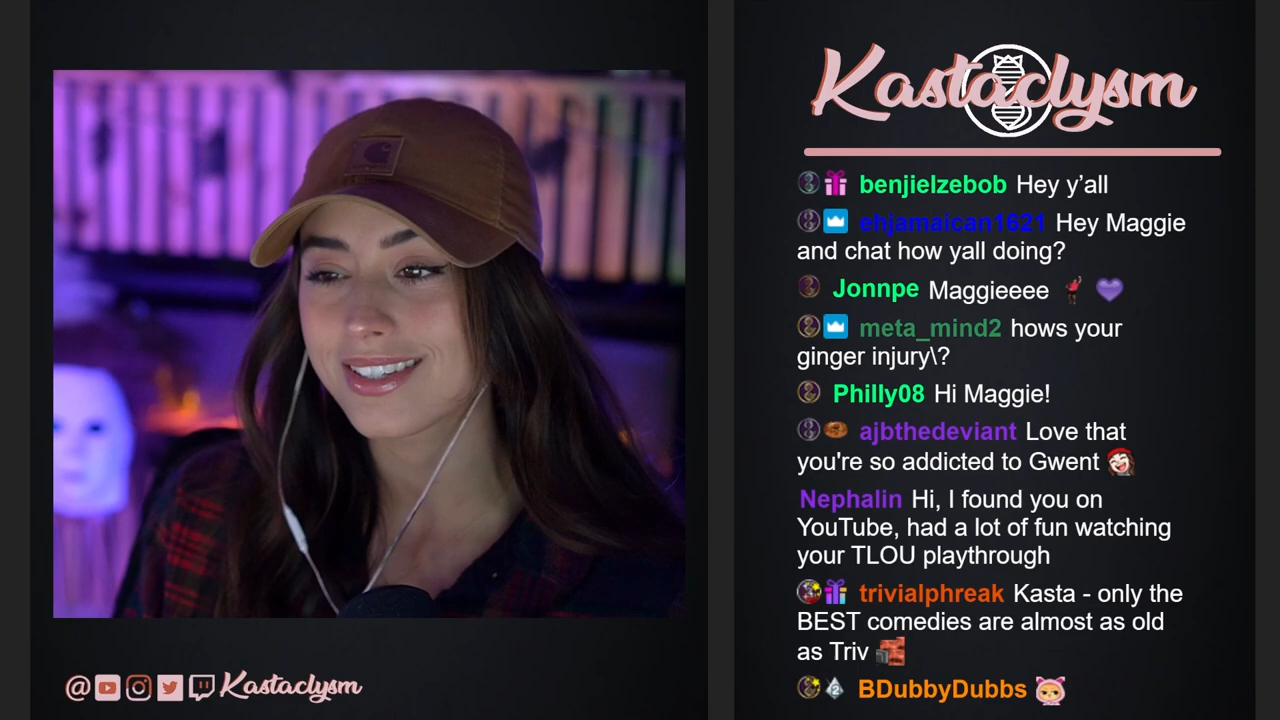 Kastaclysm
benjielzebob Hey y’all
ehjamaican1621 Hey Maggie
and chat how yall doing?
Jonnpe Maggieeee
meta_mind2 hows your
ginger injury\?
Philly08 Hi Maggie!
ajbthedeviant Love that
you're so addicted to Gwent
Nephalin Hi, I found you on
YouTube, had a lot of fun watching
your TLOU playthrough
trivialphreak Kasta - only the
BEST comedies are almost as old
as Triv
BDubbyDubbs
@ Kastaclysm